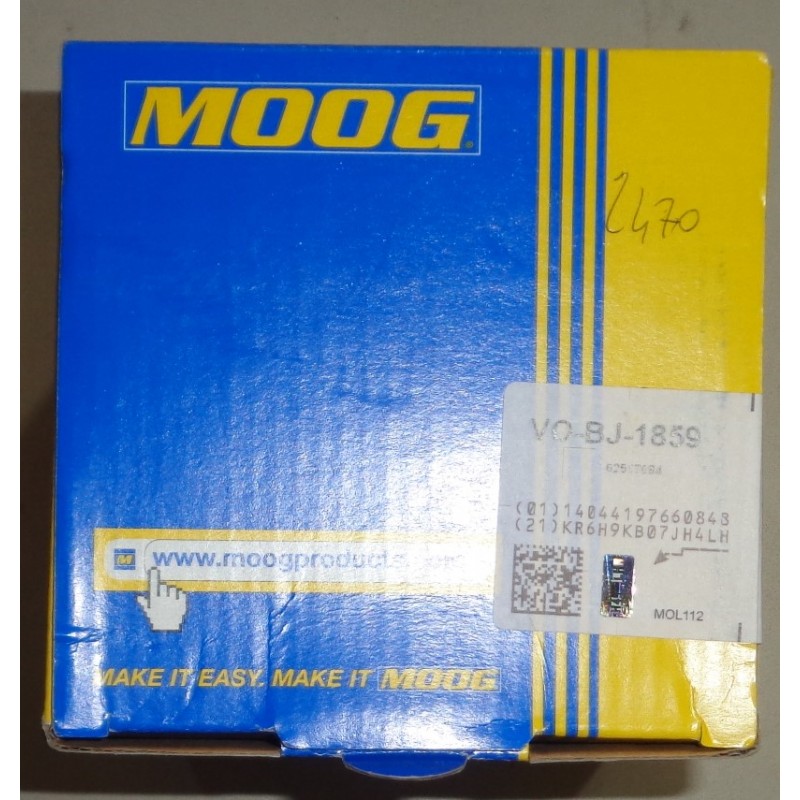 MOOG
2470
VO-BJ-1859
(01)14044197660848
(21)KR6H9KB07JH4LH
MOL112
www.moogproducts.com
MAKE IT EASY. MAKE IT MOOG